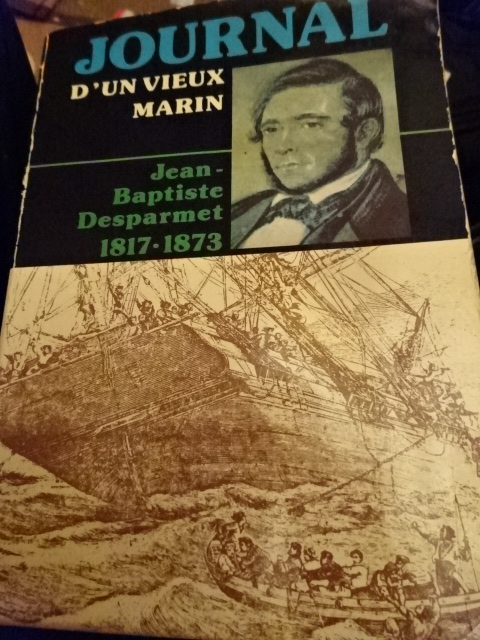 JOURNAL
D'UN VIEUX
MARIN
Jean-
Baptiste
Desparmet
1817·1873